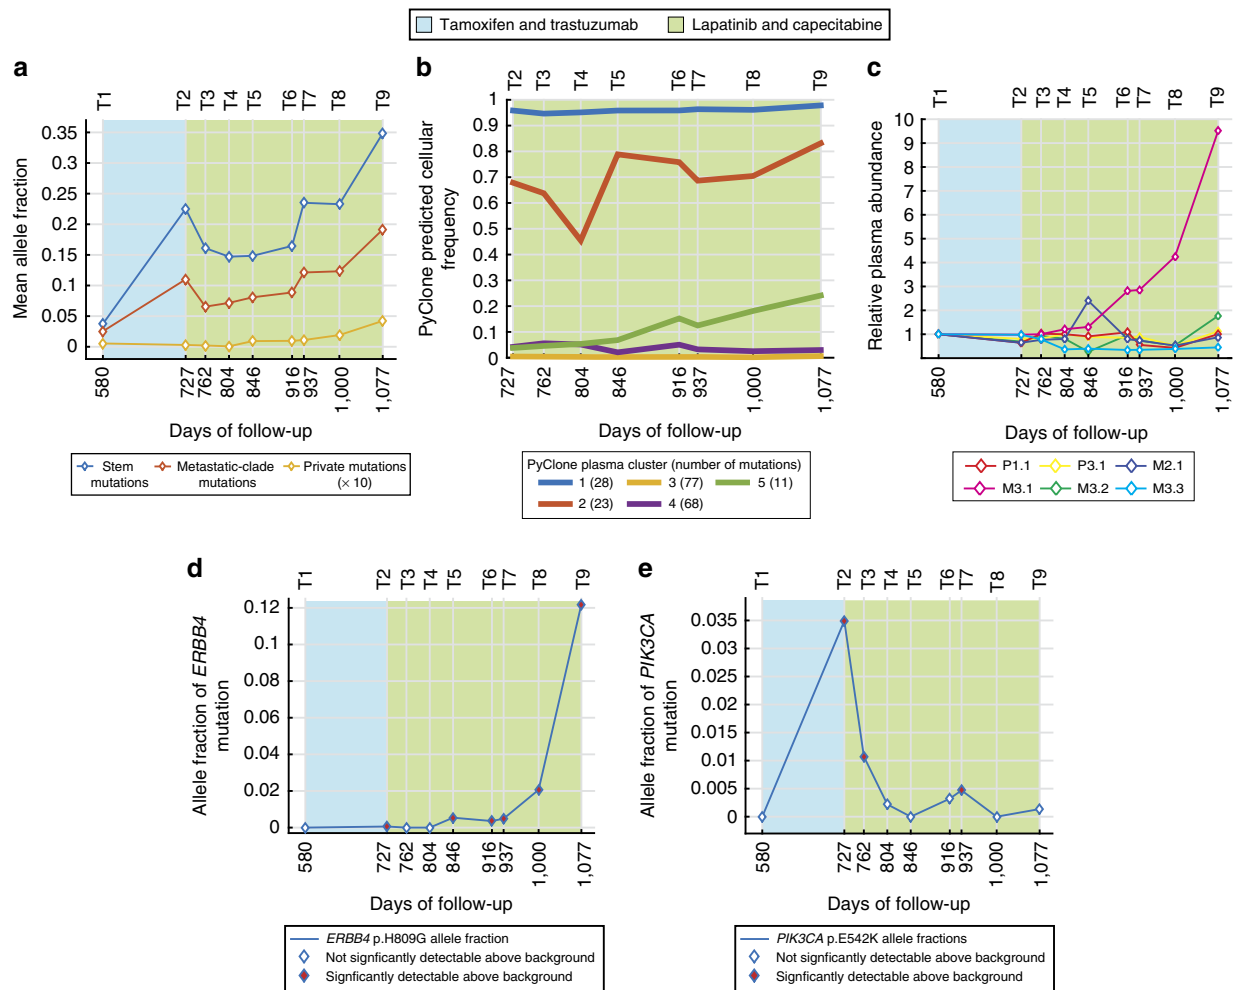 Tamoxifen and trastuzumab
Lapatinib and capecitabine
a
T1 T2 T3 T4 T5 T6 T7 T8 T9
Mean allele fraction
0.35
0.3
0.25
0.2
0.15
0.1
0.05
0
580 727 762 804 846 916 937 1,000 1,077
Days of follow-up
Stem mutations
Metastatic-clade mutations
Private mutations (× 10)
b
T2 T3 T4 T5 T6 T7 T8 T9
PyClone predicted cellular
frequency
1
0.9
0.8
0.7
0.6
0.5
0.4
0.3
0.2
0.1
0
727 762 804 846 916 937 1,000 1,077
Days of follow-up
PyClone plasma cluster (number of mutations)
1 (28) 3 (77) 5 (11)
2 (23) 4 (68)
c
T1 T2 T3 T4 T5 T6 T7 T8 T9
Relative plasma abundance
10
9
8
7
6
5
4
3
2
1
580 727 762 804 846 916 937 1,000 1,077
Days of follow-up
P1.1 P3.1 M2.1
M3.1 M3.2 M3.3
d
T1 T2 T3 T4 T5 T6 T7 T8 T9
Allele fraction of ERBB4
mutation
0.12
0.1
0.08
0.06
0.04
0.02
0
580 727 762 804 846 916 937 1,000 1,077
Days of follow-up
ERBB4 p.H809G allele fraction
Not signficantly detectable above background
Signficantly detectable above background
e
T1 T2 T3 T4 T5 T6 T7 T8 T9
Allele fraction of PIK3CA
mutation
0.035
0.03
0.025
0.02
0.015
0.01
0.005
0
580 727 762 804 846 916 937 1,000 1,077
Days of follow-up
PIK3CA p.E542K allele fractions
Not signficantly detectable above background
Signficantly detectable above background